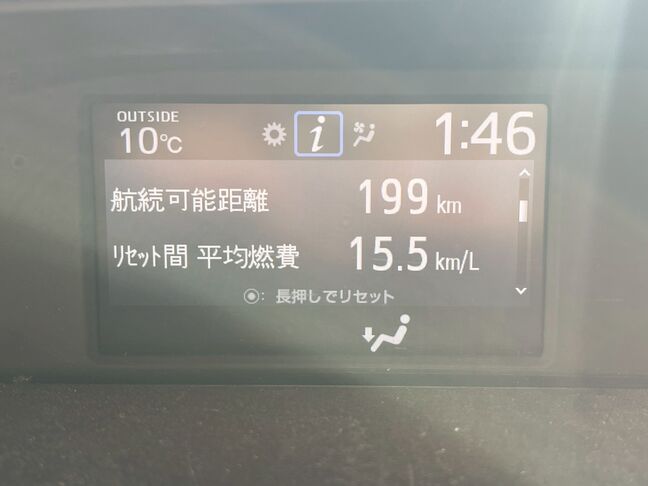 OUTSIDE
10℃
1:46
航続可能距離 199 km
ﾘｾｯﾄ間 平均燃費 15.5 km/L
◉: 長押しでリセット